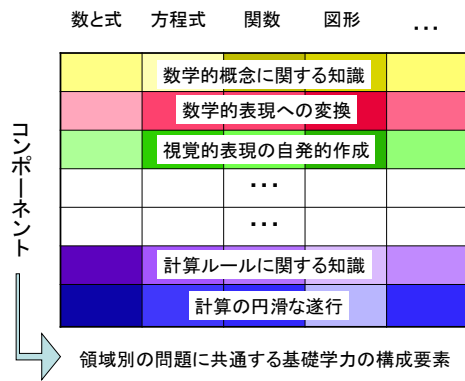 数と式 方程式 関数 図形 ...
数学的概念に関する知識
数学的表現への変換
視覚的表現の自発的作成
...
...
計算ルールに関する知識
計算の円滑な遂行
コンポーネント
領域別の問題に共通する基礎学力の構成要素